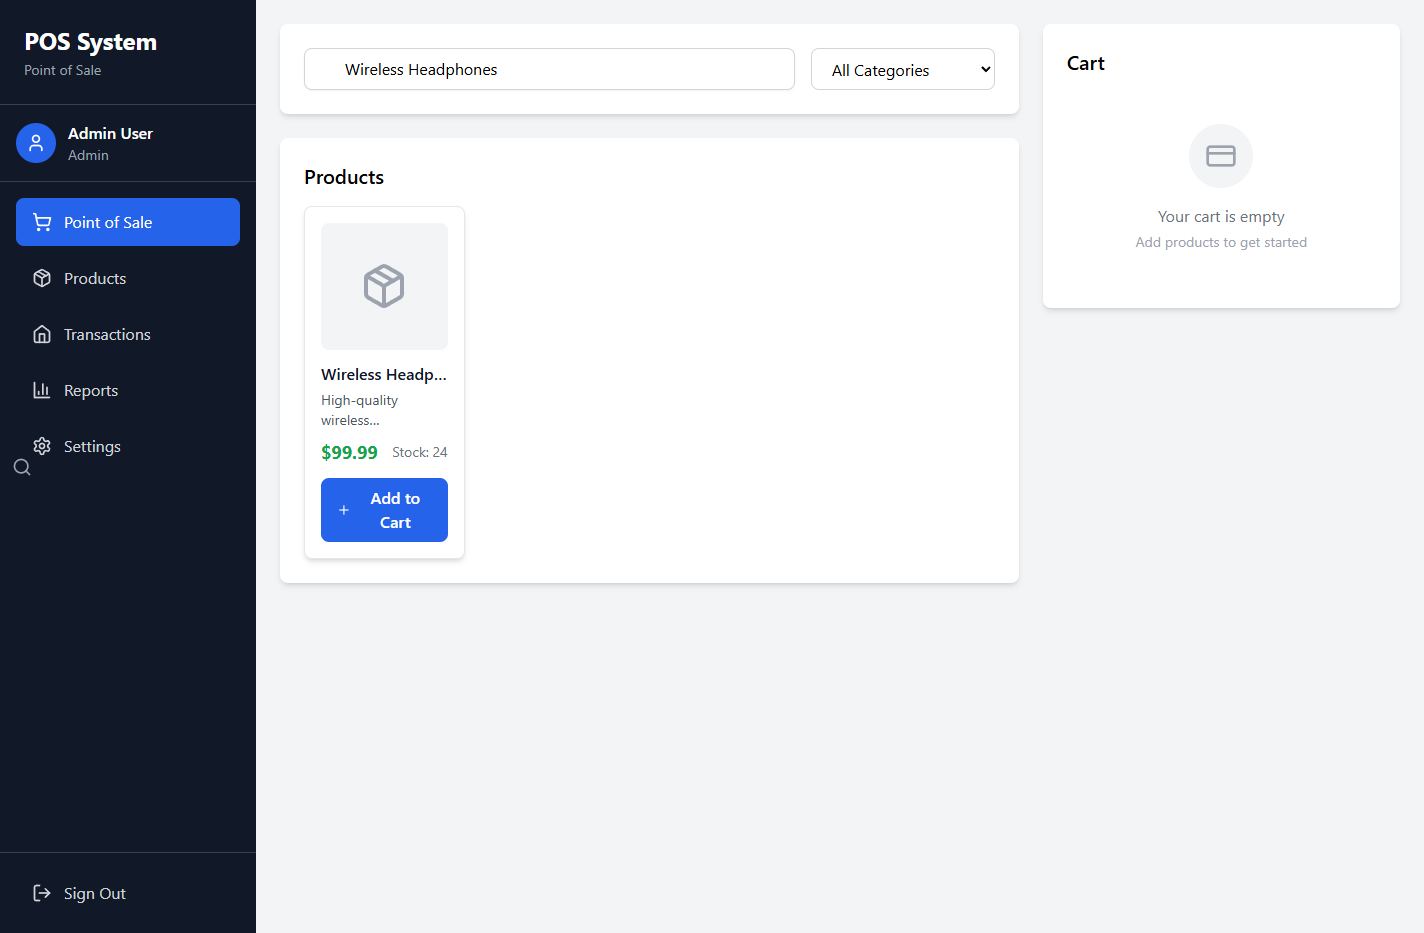 POS System
Point of Sale
Admin User
Admin
Point of Sale
Products
Transactions
Reports
Settings
Sign Out
Wireless Headphones
All Categories
Products
Wireless Headp...
High-quality
wireless...
$99.99 Stock: 24
Add to
Cart
Cart
Your cart is empty
Add products to get started